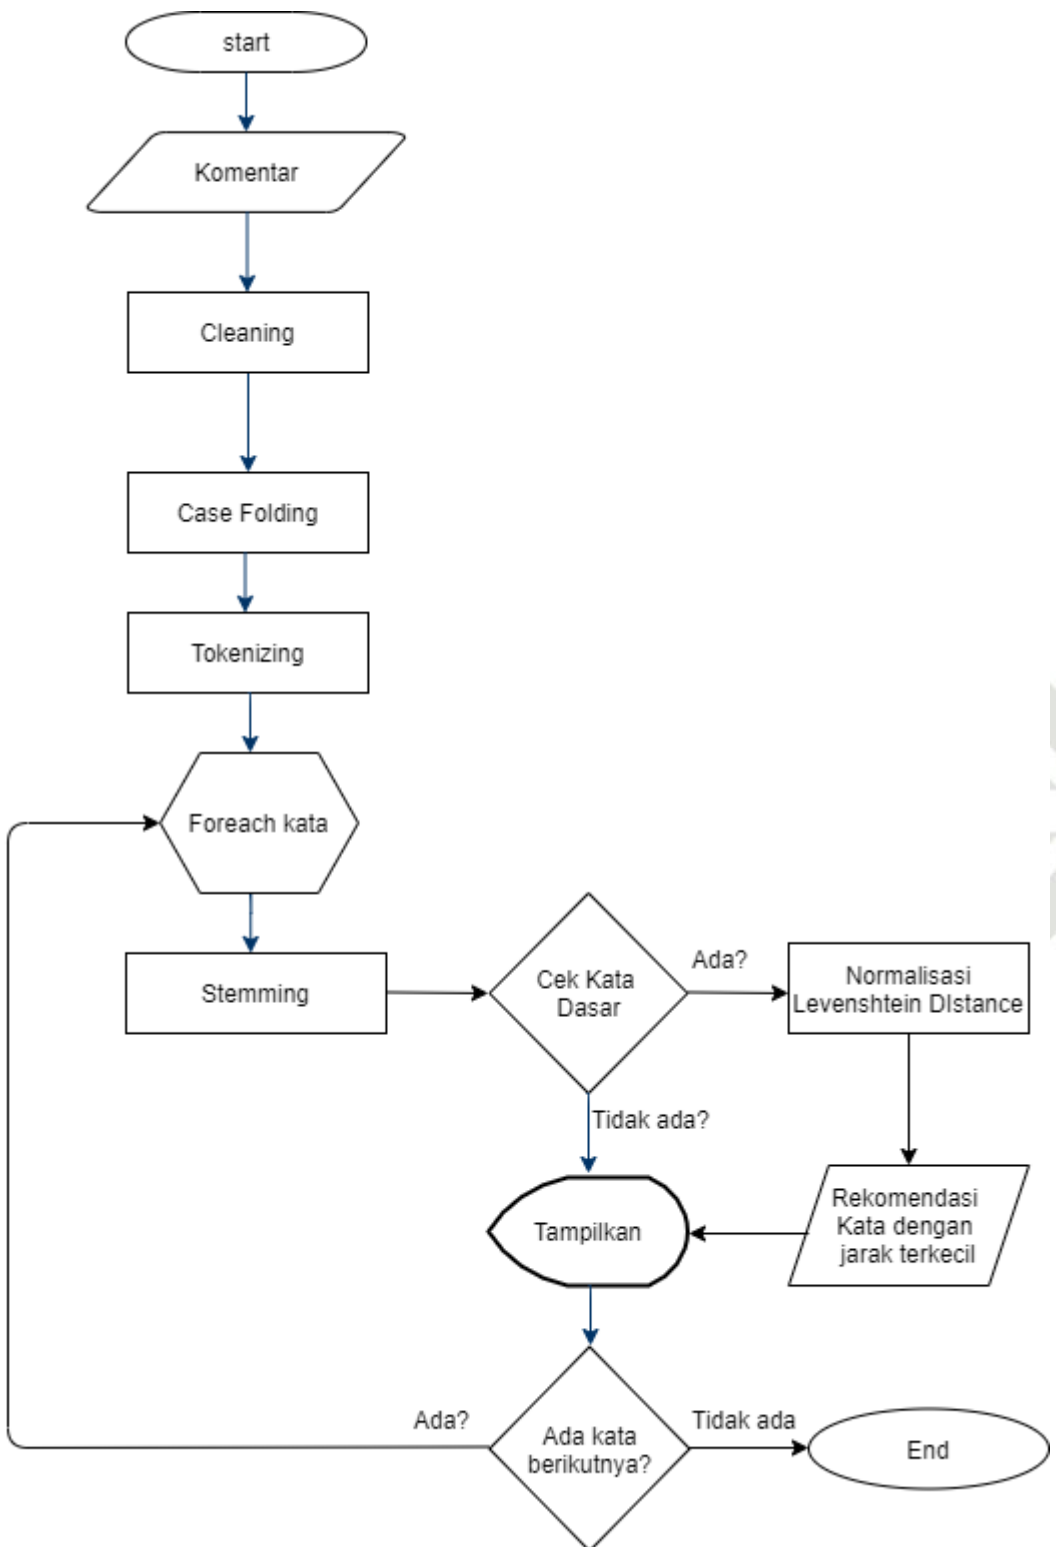 start
Komentar
Cleaning
Case Folding
Tokenizing
Foreach kata
Stemming
Cek Kata
Dasar
Ada?
Normalisasi
Levenshtein DIstance
Tidak ada?
Rekomendasi
Kata dengan
jarak terkecil
Tampilkan
Ada?
Ada kata
berikutnya?
Tidak ada
End